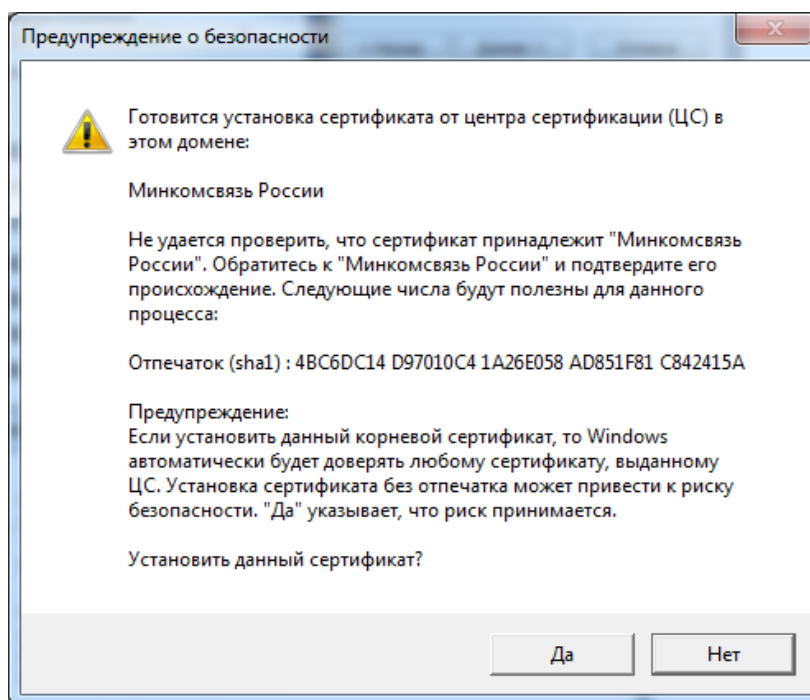 Предупреждение о безопасности
Готовится установка сертификата от центра сертификации (ЦС) в
этом домене:
Минкомсвязь России
Не удается проверить, что сертификат принадлежит "Минкомсвязь
России". Обратитесь к "Минкомсвязь России" и подтвердите его
происхождение. Следующие числа будут полезны для данного
процесса:
Отпечаток (sha1) : 4BC6DC14 D97010C4 1A26E058 AD851F81 C842415A
Предупреждение:
Если установить данный корневой сертификат, то Windows
автоматически будет доверять любому сертификату, выданному
ЦС. Установка сертификата без отпечатка может привести к риску
безопасности. "Да" указывает, что риск принимается.
Установить данный сертификат?
Да
Нет